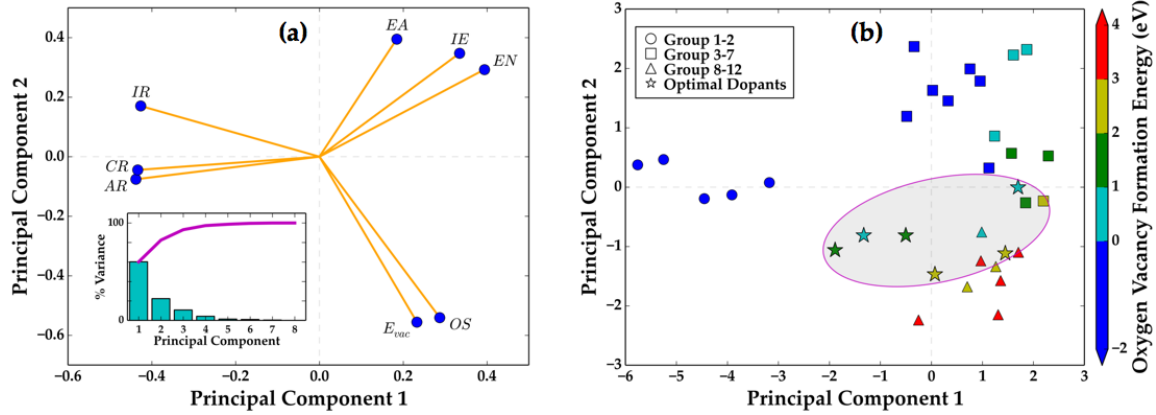 (a)
EA
IE
EN
IR
CR
AR
E_vac
OS
0.4
0.2
0.0
−0.2
−0.4
−0.6
Principal Component 2
−0.6
−0.4
−0.2
0.0
0.2
0.4
Principal Component 1
100
0
% Variance
1 2 3 4 5 6 7 8
Principal Component
(b)
Group 1-2
Group 3-7
Group 8-12
Optimal Dopants
3
2
1
0
−1
−2
−3
Principal Component 2
−6
−5
−4
−3
−2
−1
0
1
2
3
Principal Component 1
4
3
2
1
0
−2
Oxygen Vacancy Formation Energy (eV)